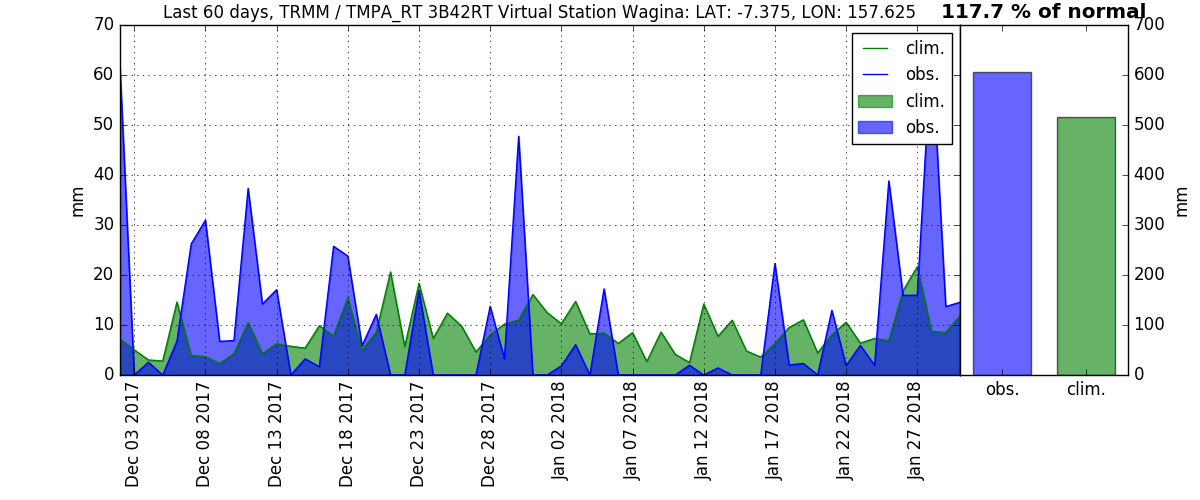 Last 60 days, TRMM / TMPA_RT 3B42RT Virtual Station Wagina: LAT: -7.375, LON: 157.625
117.7 % of normal
70
60
50
40
30
20
10
0
mm
clim.
obs.
clim.
obs.
Dec 03 2017
Dec 08 2017
Dec 13 2017
Dec 18 2017
Dec 23 2017
Dec 28 2017
Jan 02 2018
Jan 07 2018
Jan 12 2018
Jan 17 2018
Jan 22 2018
Jan 27 2018
700
600
500
400
300
200
100
0
mm
obs.
clim.